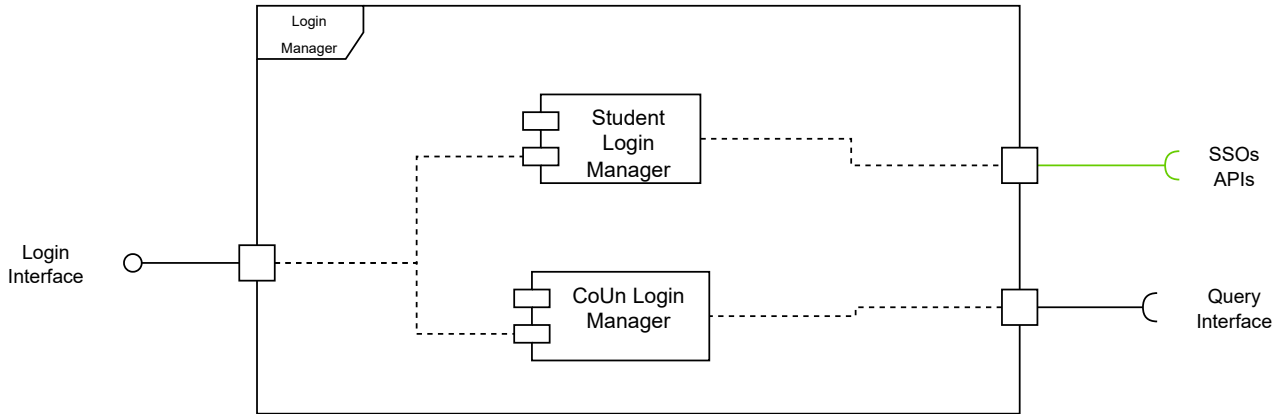 Login
Manager
Student
Login
Manager
SSOs
APIs
Login
Interface
CoUn Login
Manager
Query
Interface